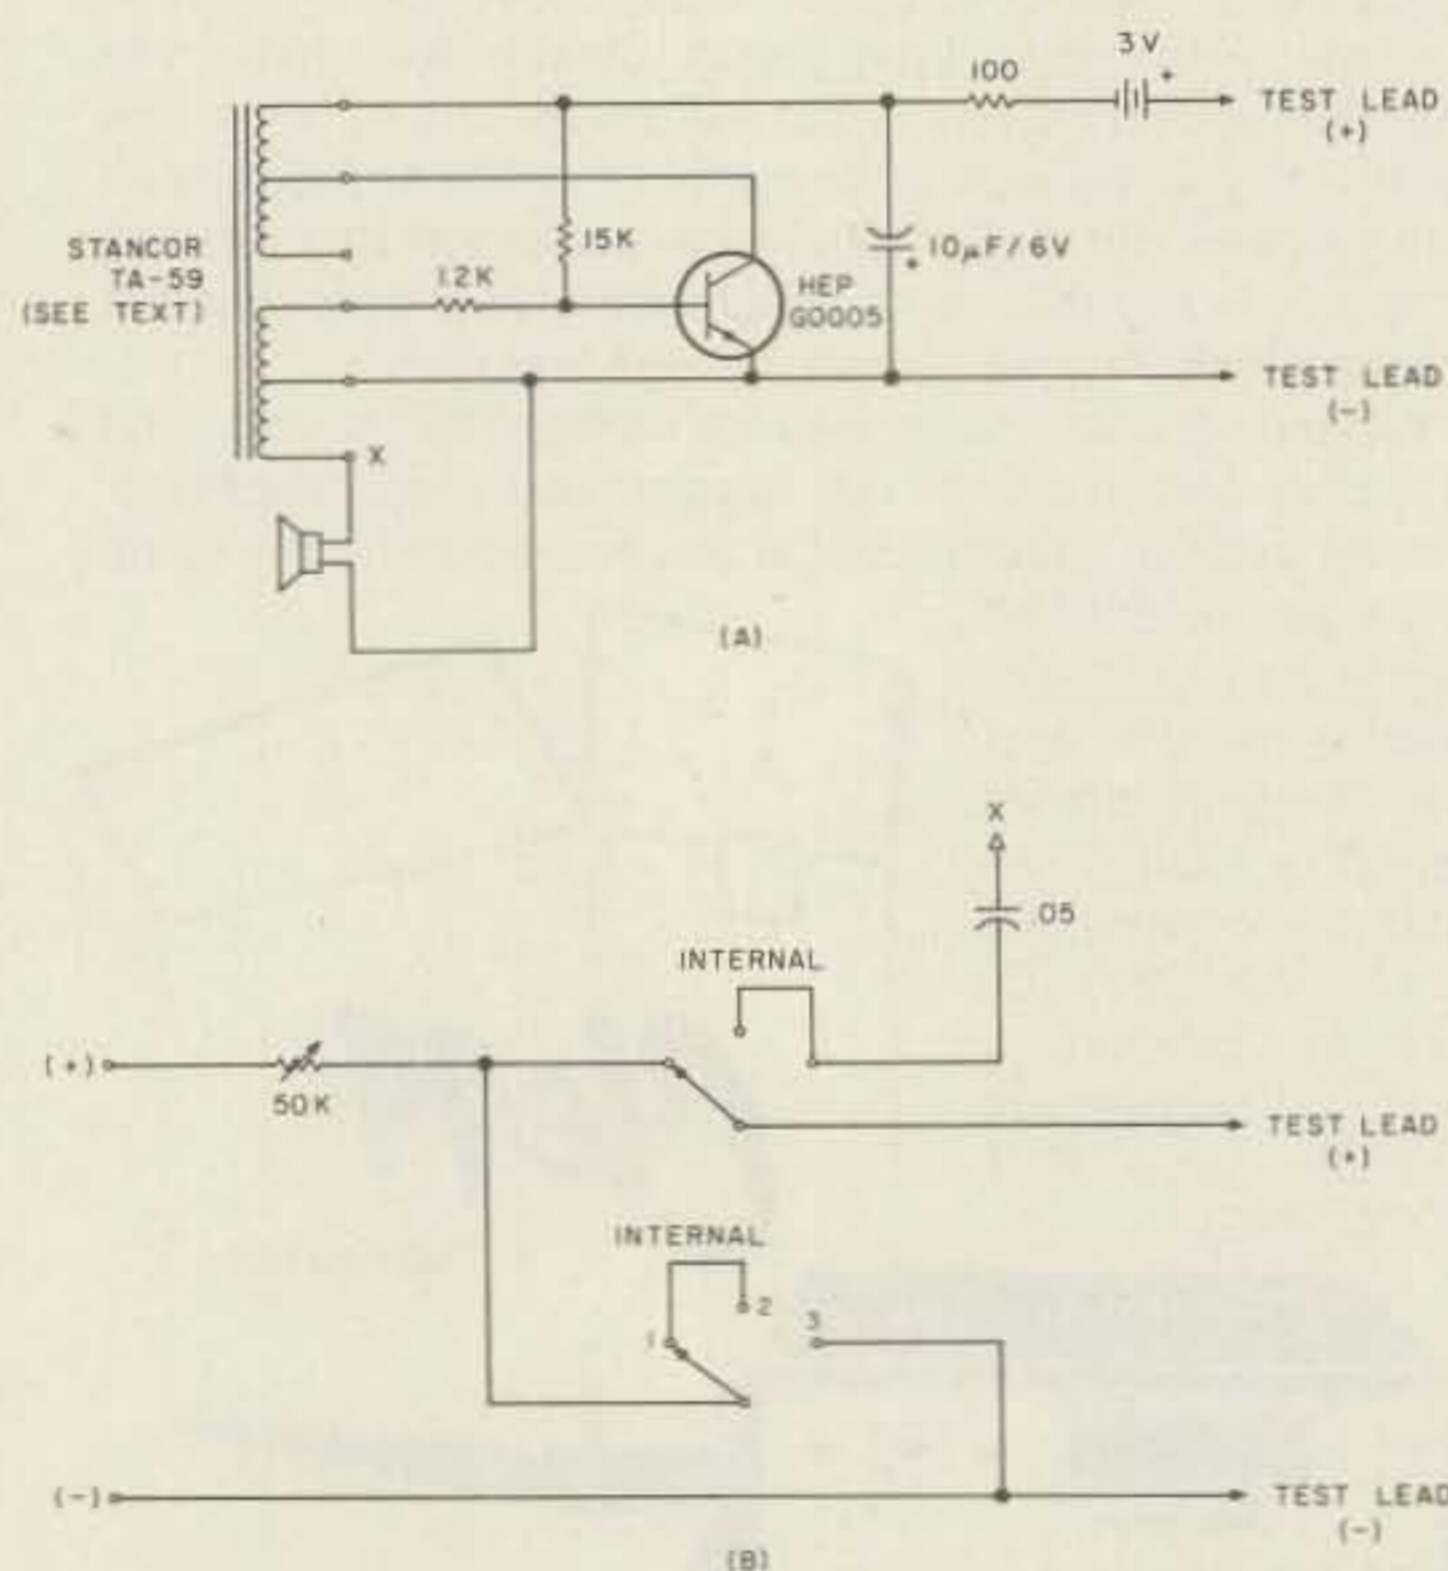 3 V
100
+
TEST LEAD
(+)
STANCOR
TA-59
(SEE TEXT)
15K
1.2K
10µF/6V
+
HEP
G0005
TEST LEAD
(-)
X
(A)
X
.05
INTERNAL
(+)
50K
TEST LEAD
(+)
INTERNAL
2
3
1
(-)
TEST LEAD
(-)
(B)